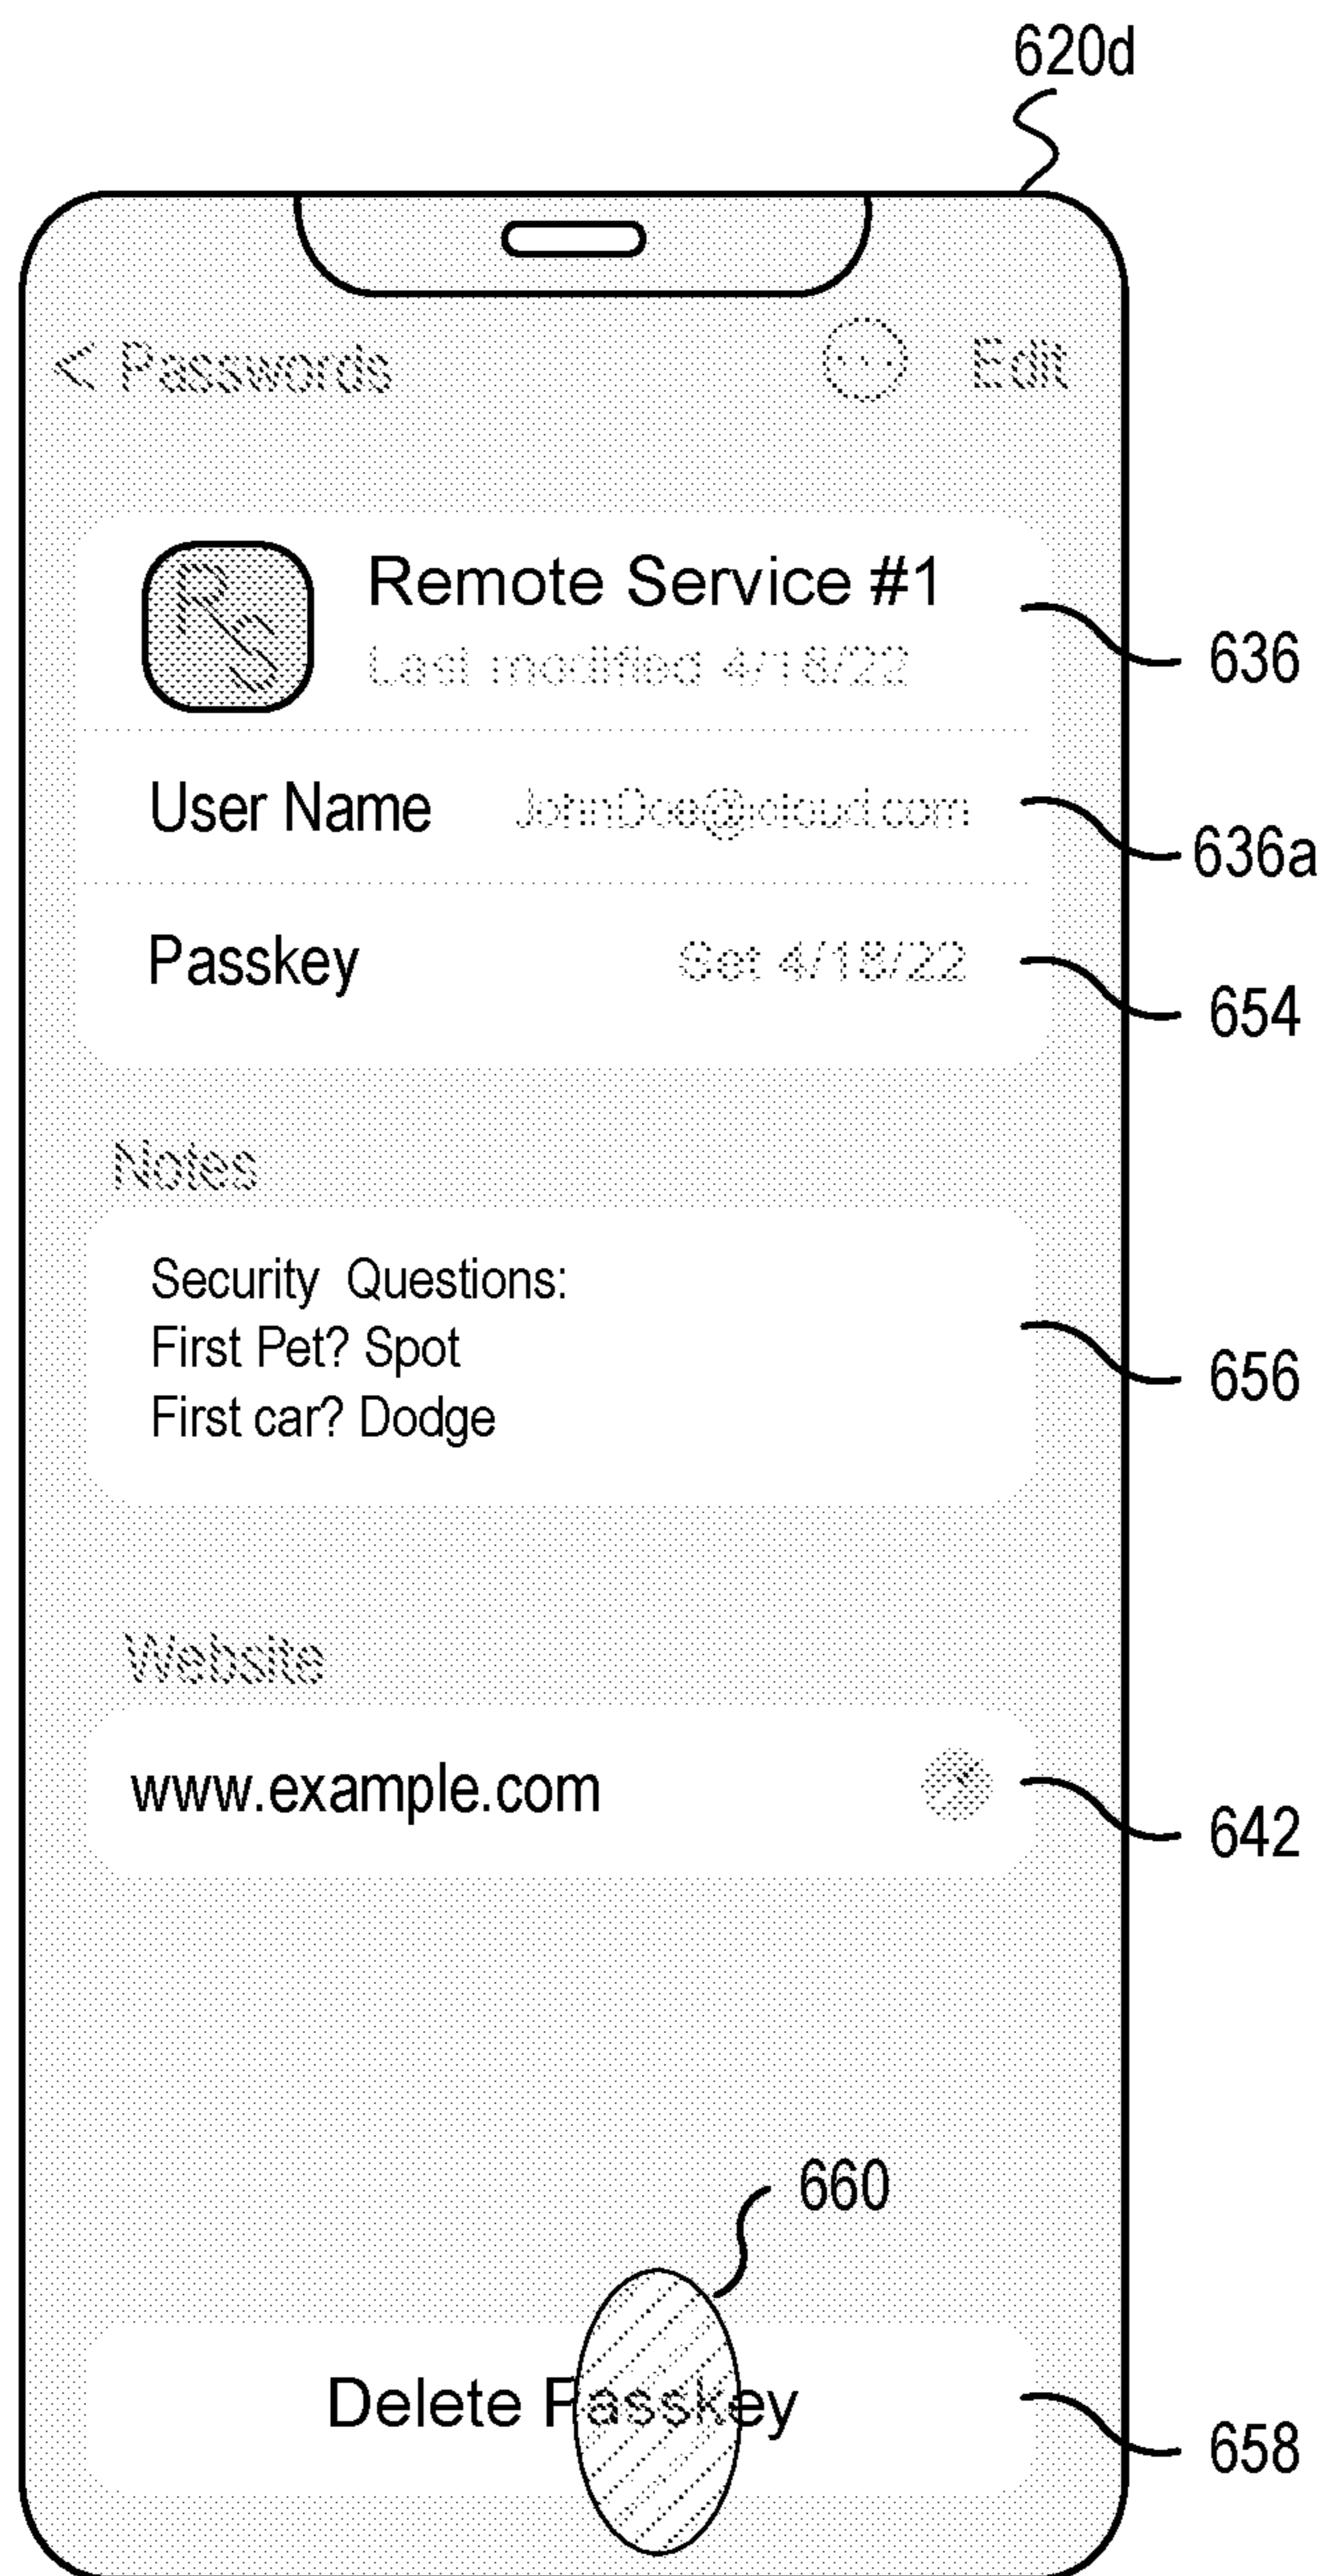 620d
< Passwords ... Edit
RS Remote Service #1
Last modified 4/18/22
636
User Name JohnDoe@icloud.com
636a
Passkey Set 4/18/22
654
Notes
Security Questions:
First Pet? Spot
First car? Dodge
656
Website
www.example.com
642
660
Delete Passkey
658